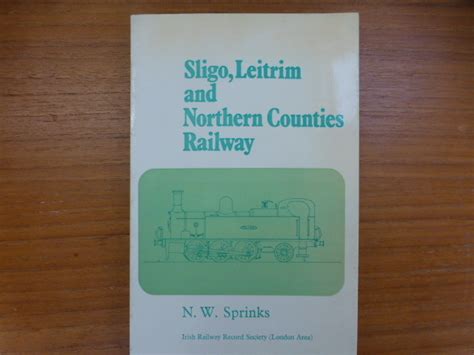 Sligo, Leitrim
and
Northern Counties
Railway
N. W. Sprinks
Irish Railway Record Society (London Area)